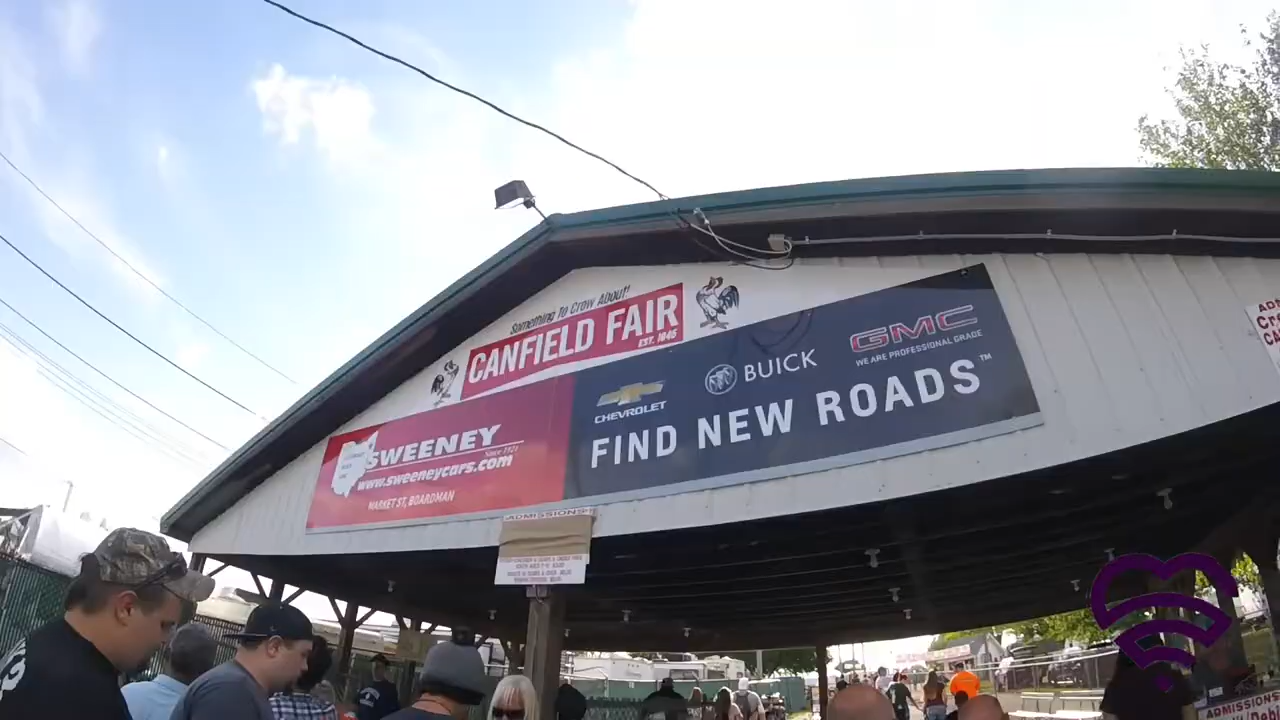 Something To Crow About!
CANFIELD FAIR
EST. 1846
SWEENEY
Since 1921
www.sweeneycars.com
MARKET ST, BOARDMAN
CHEVROLET
BUICK
GMC
WE ARE PROFESSIONAL GRADE
FIND NEW ROADS™
ADMISSIONS
ADMISSIONS